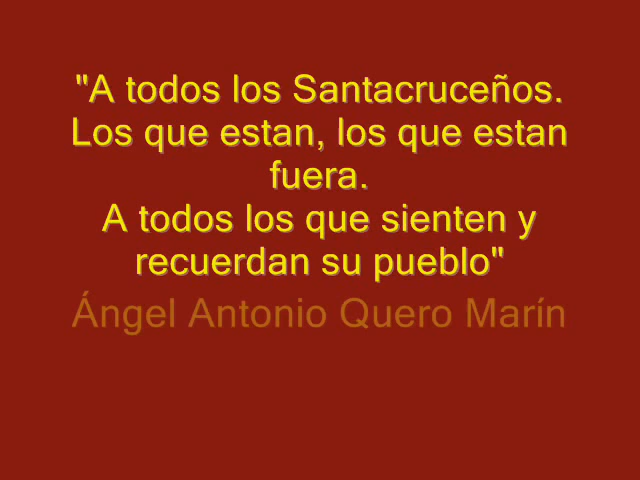 "A todos los Santacruceños.
Los que estan, los que estan
fuera.
A todos los que sienten y
recuerdan su pueblo"
Ángel Antonio Quero Marín